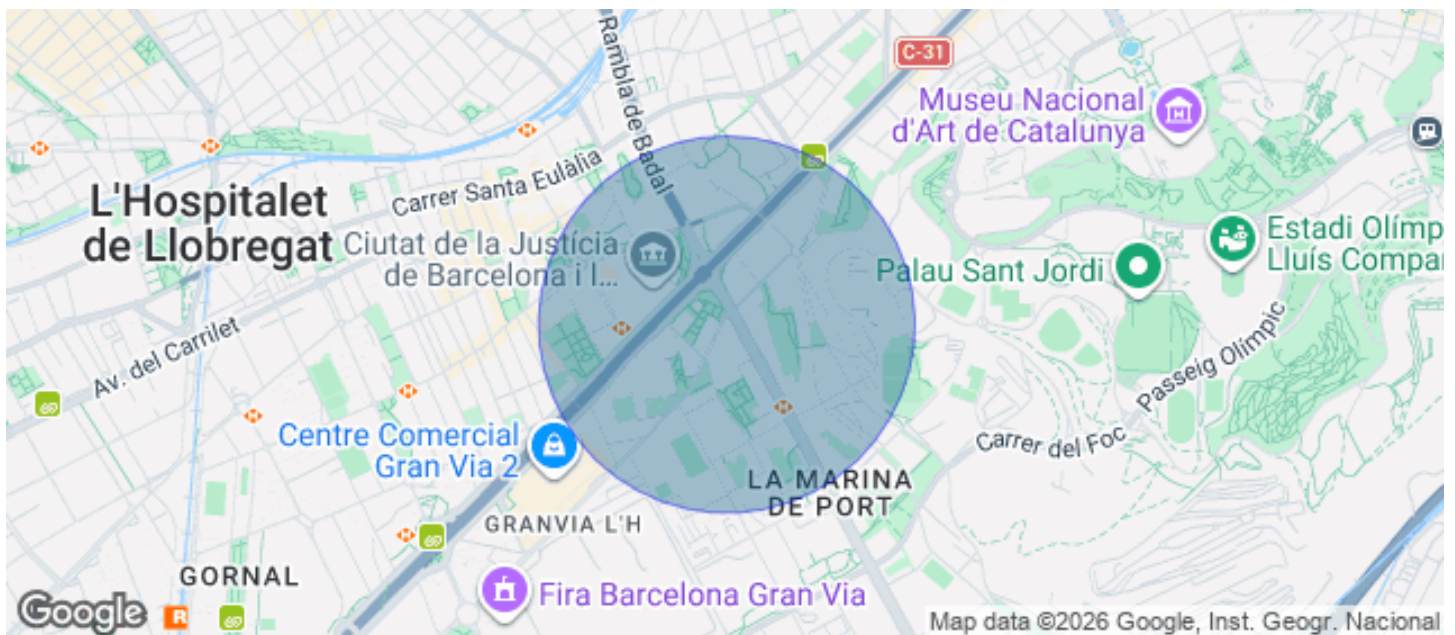 Rambla de Badal
C-31
Museu Nacional
d'Art de Catalunya
Carrer Santa Eulàlia
L'Hospitalet
de Llobregat
Ciutat de la Justícia
de Barcelona i l...
Estadi Olímp
Lluís Compar
Palau Sant Jordi
Av. del Carrilet
Passeig Olímpic
Centre Comercial
Gran Via 2
Carrer del Foc
LA MARINA
DE PORT
GRANVIA L'H
GORNAL
Fira Barcelona Gran Via
Google
R
Map data ©2026 Google, Inst. Geogr. Nacional